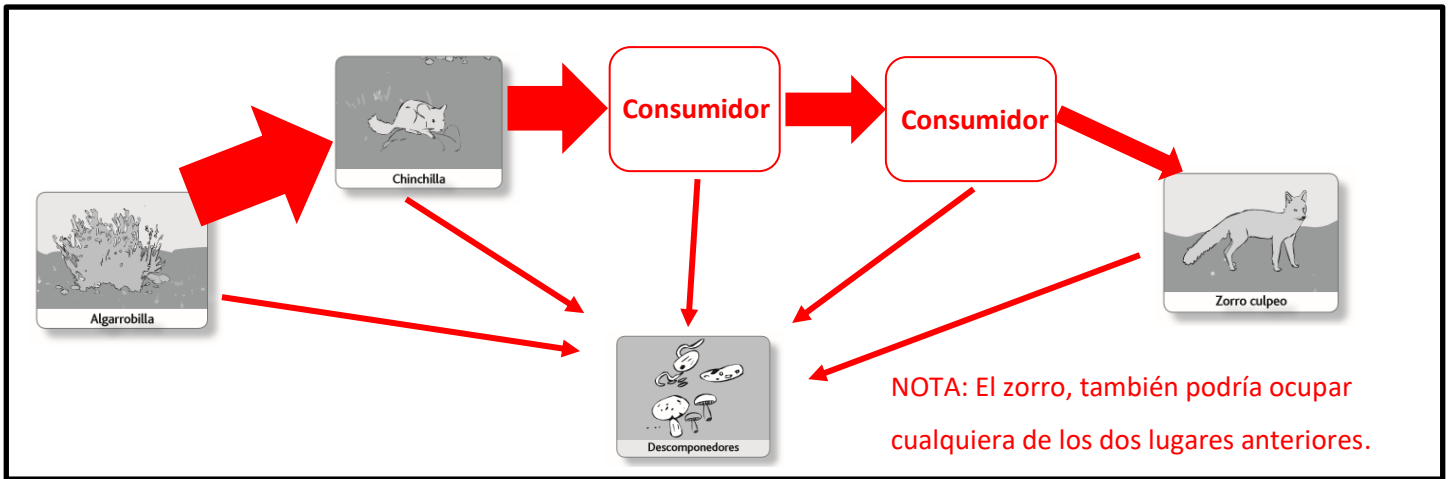 Algarrobilla
Chinchilla
Consumidor
Consumidor
Zorro culpeo
Descomponedores
NOTA: El zorro, también podría ocupar
cualquiera de los dos lugares anteriores.